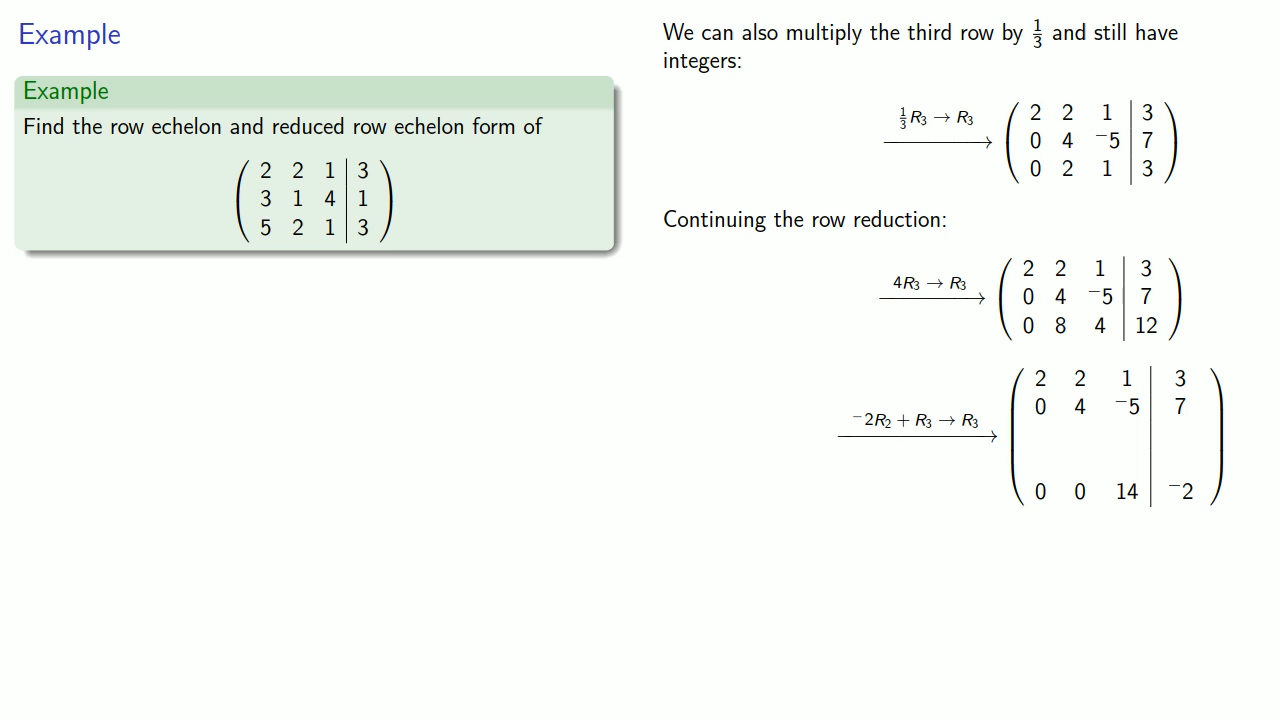 Example
Example
Find the row echelon and reduced row echelon form of
2 2 1 3
3 1 4 1
5 2 1 3
We can also multiply the third row by 1/3 and still have
integers:
1/3 R₃ → R₃
2 2 1 3
0 4 ⁻5 7
0 2 1 3
Continuing the row reduction:
4R₃ → R₃
2 2 1 3
0 4 ⁻5 7
0 8 4 12
⁻2R₂ + R₃ → R₃
2 2 1 3
0 4 ⁻5 7
0 0 14 ⁻2